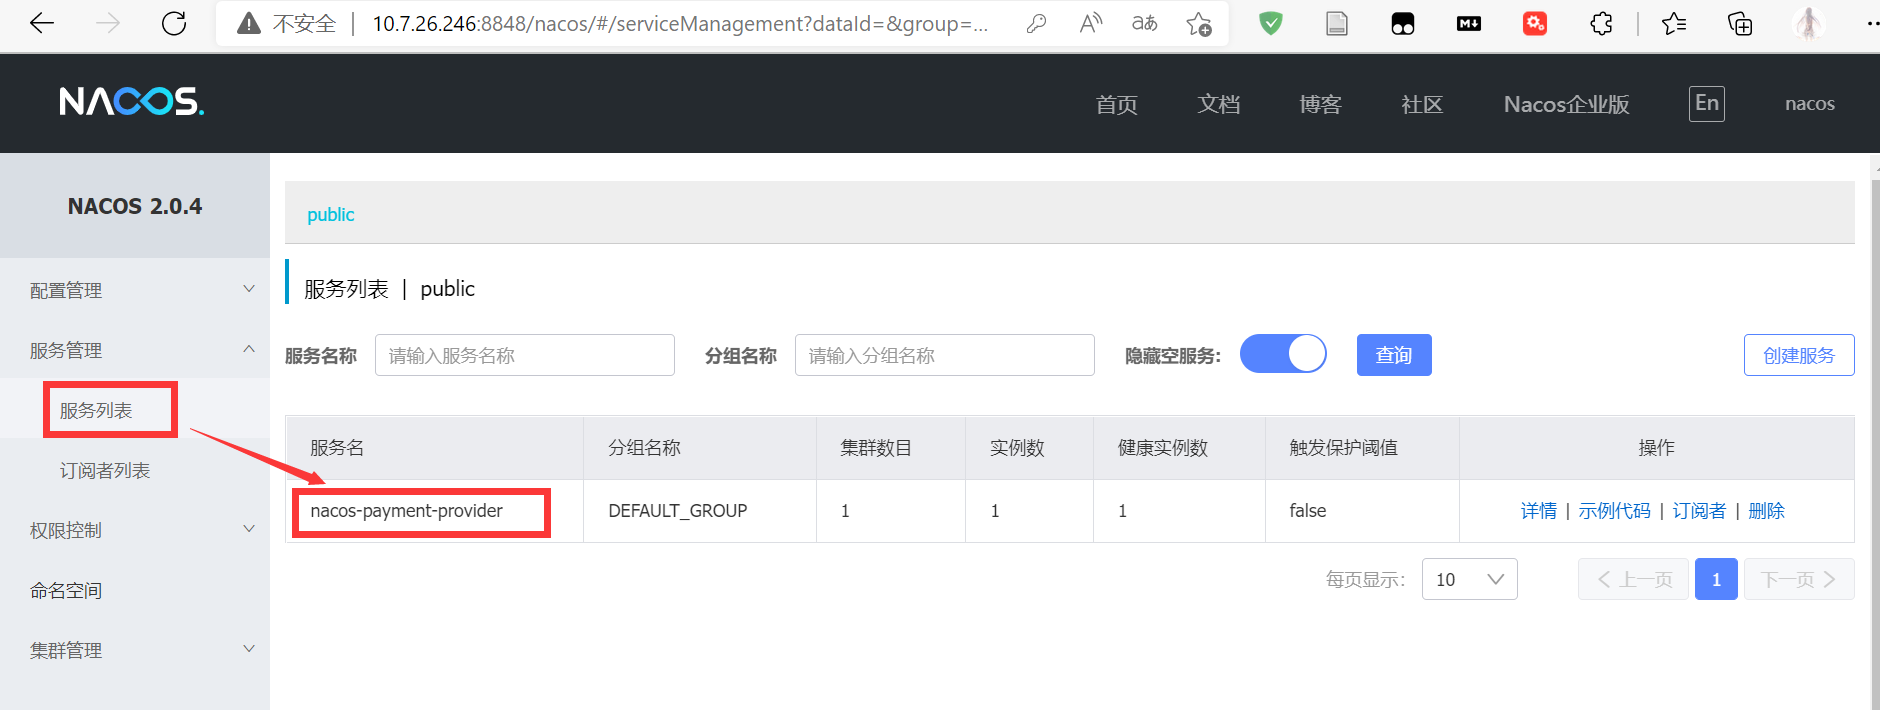 不安全 | 10.7.26.246:8848/nacos/#/serviceManagement?dataId=&group=...
NACOS.
首页 文档 博客 社区 Nacos企业版 En nacos
NACOS 2.0.4
配置管理
服务管理
服务列表
订阅者列表
权限控制
命名空间
集群管理
public
服务列表 | public
服务名称 请输入服务名称 分组名称 请输入分组名称 隐藏空服务: 查询 创建服务
服务名 分组名称 集群数目 实例数 健康实例数 触发保护阈值 操作
nacos-payment-provider DEFAULT_GROUP 1 1 1 false 详情 | 示例代码 | 订阅者 | 删除
每页显示: 10 上一页 1 下一页